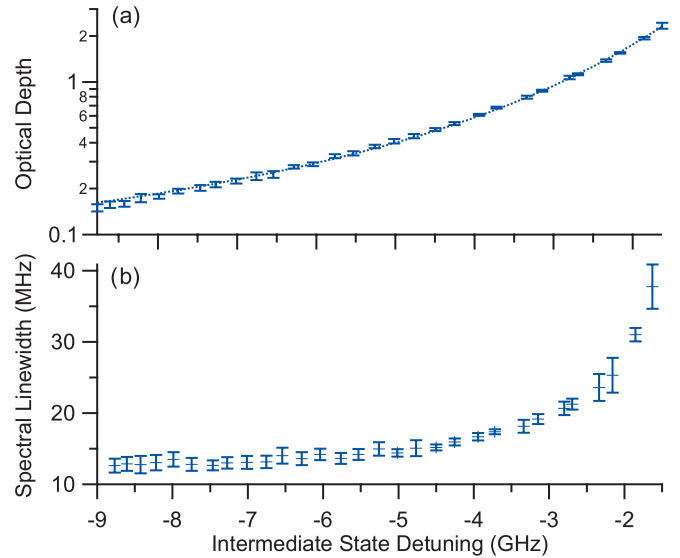 (a)
Optical Depth
2
1
8
6
4
2
0.1
(b)
Spectral Linewidth (MHz)
40
30
20
10
-9 -8 -7 -6 -5 -4 -3 -2
Intermediate State Detuning (GHz)